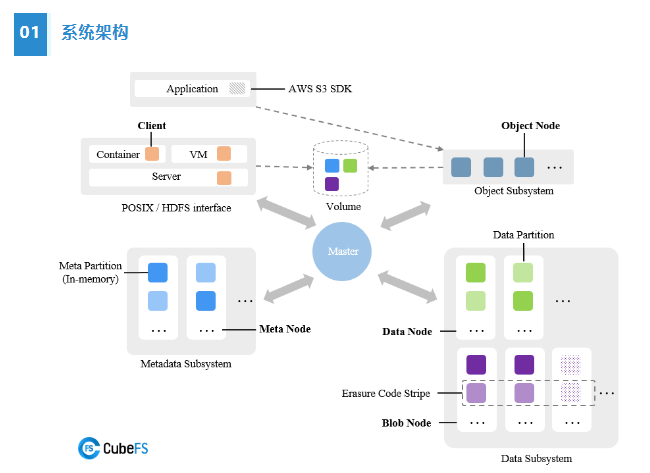 01 系统架构
Application
AWS S3 SDK
Client
Object Node
Container
VM
Server
...
Object Subsystem
POSIX / HDFS interface
Volume
Master
Data Partition
Meta Partition
(In-memory)
...
... ...
Meta Node
Metadata Subsystem
...
... ...
Data Node
Erasure Code Stripe
...
... ... ...
Blob Node
Data Subsystem
FS CubeFS